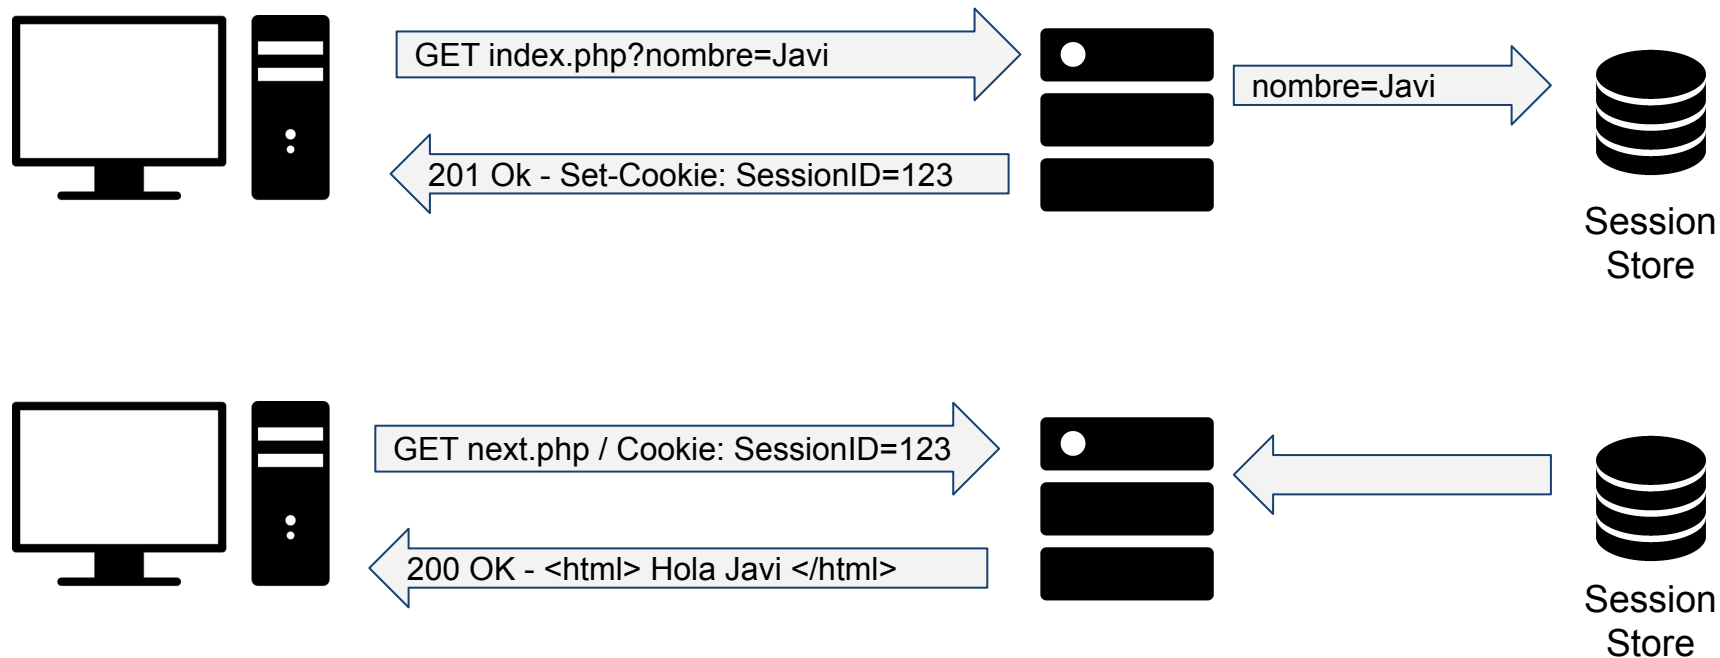 GET index.php?nombre=Javi
nombre=Javi
201 Ok - Set-Cookie: SessionID=123
Session
Store
GET next.php / Cookie: SessionID=123
200 OK - <html> Hola Javi </html>
Session
Store